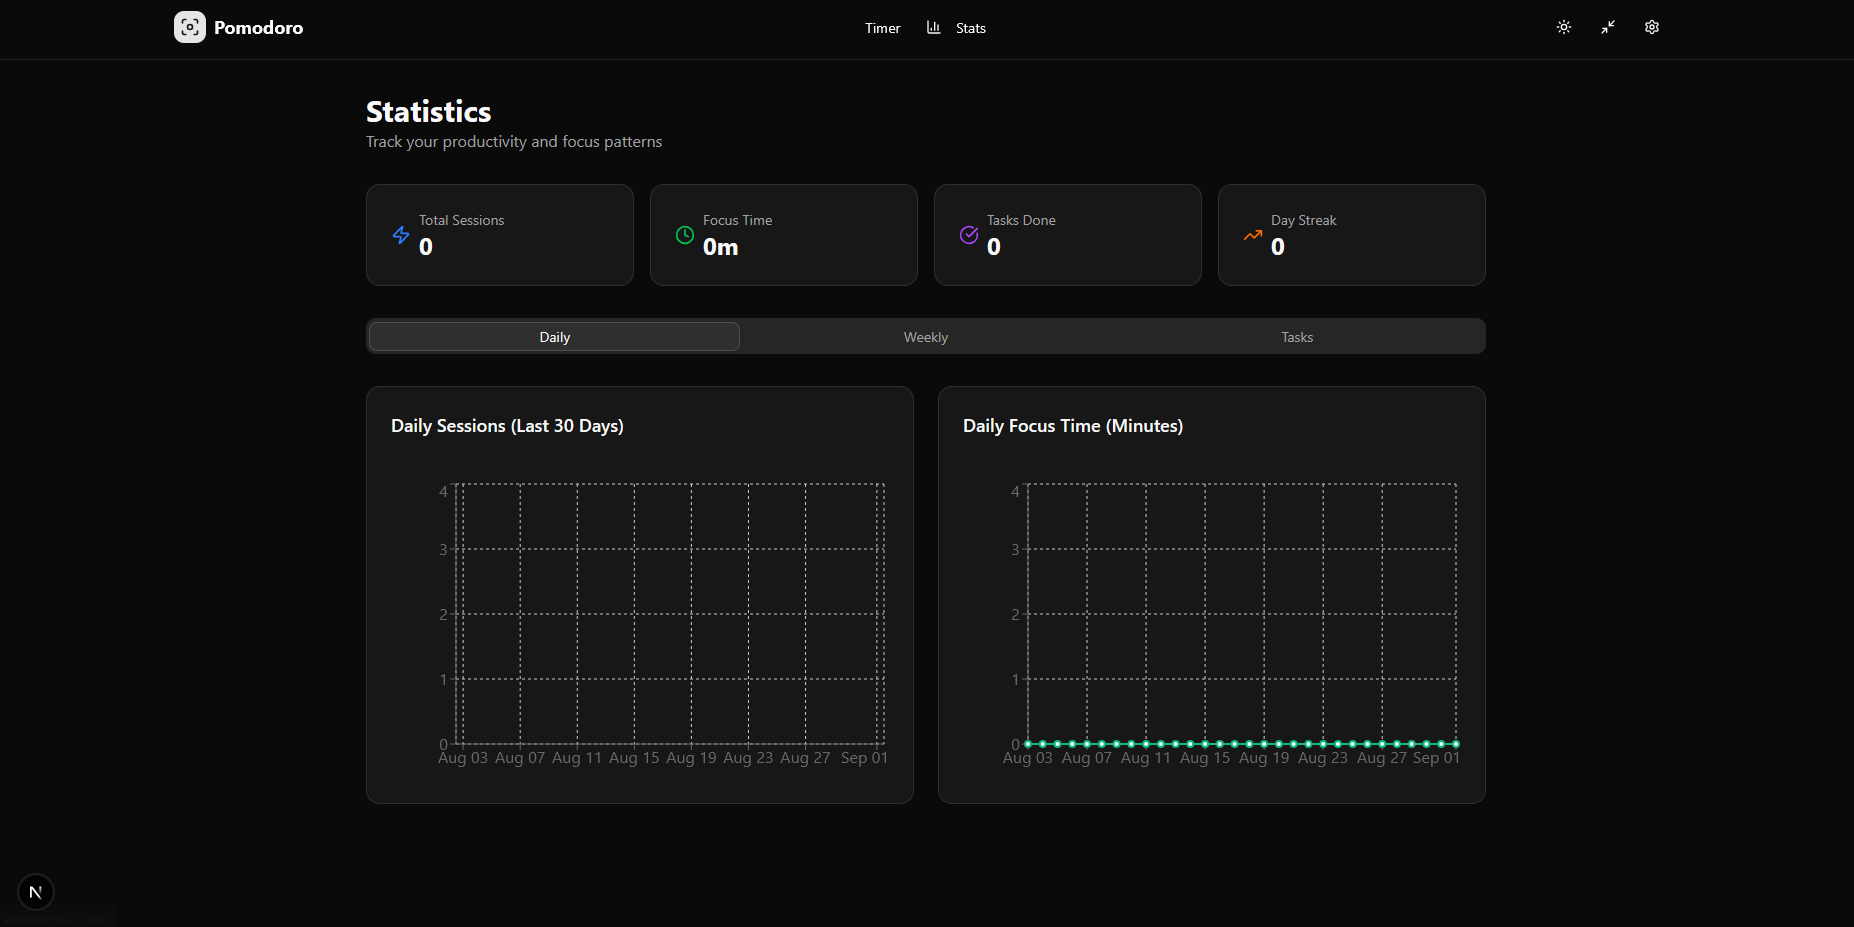 Pomodoro
Timer
Stats
Statistics
Track your productivity and focus patterns
Total Sessions
0
Focus Time
0m
Tasks Done
0
Day Streak
0
Daily
Weekly
Tasks
Daily Sessions (Last 30 Days)
4
3
2
1
0
Aug 03 Aug 07 Aug 11 Aug 15 Aug 19 Aug 23 Aug 27 Sep 01
Daily Focus Time (Minutes)
4
3
2
1
0
Aug 03 Aug 07 Aug 11 Aug 15 Aug 19 Aug 23 Aug 27 Sep 01
N
www.reddit.com